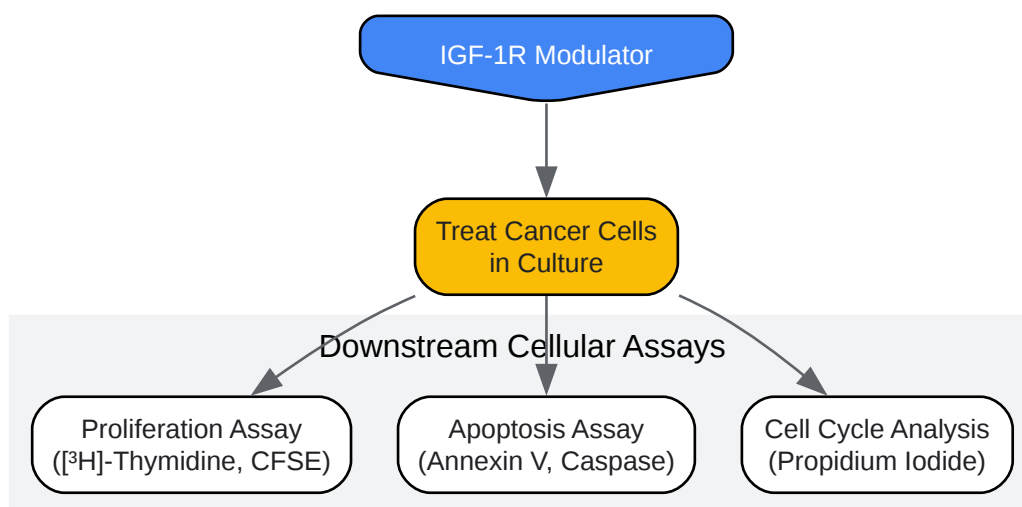 IGF-1R Modulator
Treat Cancer Cells
in Culture
Downstream Cellular Assays
Proliferation Assay
([³H]-Thymidine, CFSE)
Apoptosis Assay
(Annexin V, Caspase)
Cell Cycle Analysis
(Propidium Iodide)